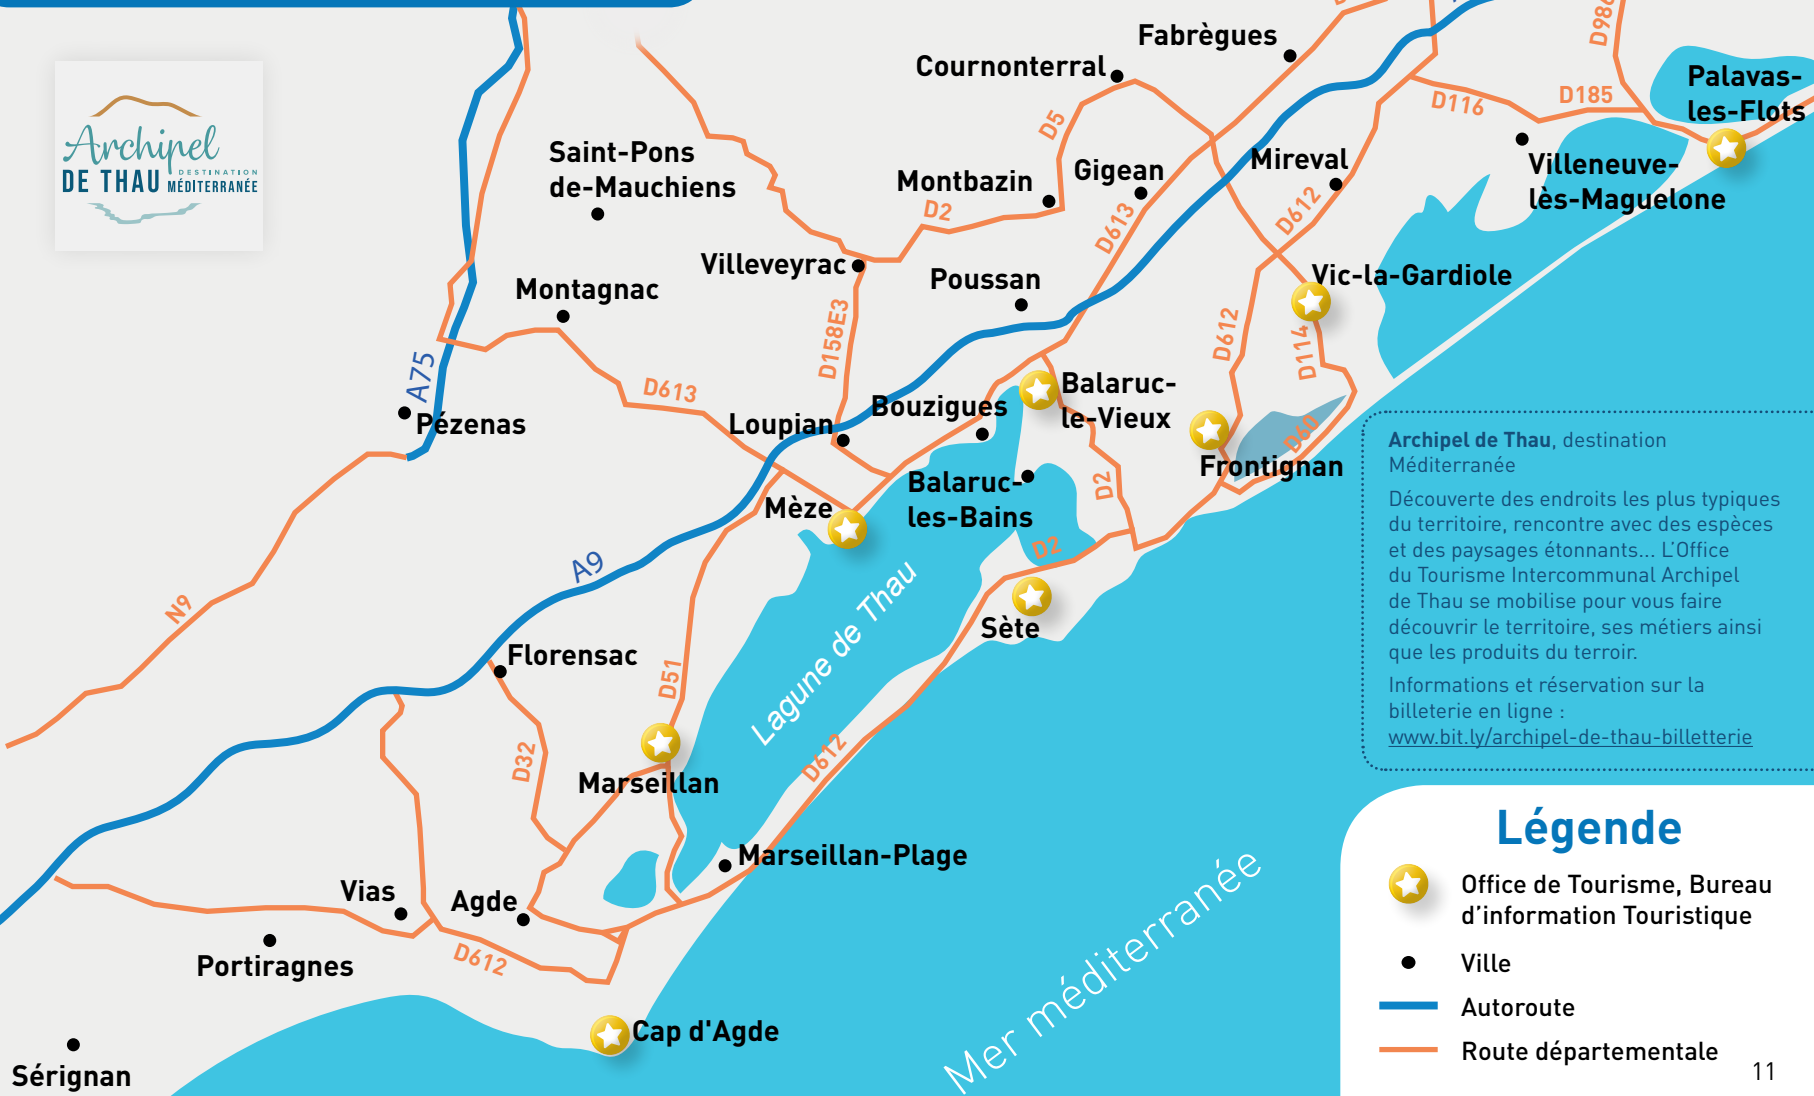 Archipel
DESTINATION
DE THAU MÉDITERRANÉE
Fabrègues
Cournonterral
D986
Palavas-
les-Flots
D116
D185
D5
Saint-Pons
de-Mauchiens
Montbazin
Gigean
Mireval
Villeneuve-
lès-Maguelone
D2
D613
D612
Villeveyrac
Poussan
Vic-la-Gardiole
Montagnac
D158E3
D612
D114
A75
D613
Pézenas
Loupian
Bouzigues
Balaruc-
le-Vieux
D60
Frontignan
Mèze
Balaruc-
les-Bains
D2
D2
A9
N9
Lagune de Thau
Sète
Florensac
D51
D32
D612
Marseillan
Marseillan-Plage
Vias
Agde
D612
Portiragnes
Cap d'Agde
Sérignan
Mer méditerranée
Archipel de Thau, destination
Méditerranée
Découverte des endroits les plus typiques
du territoire, rencontre avec des espèces
et des paysages étonnants... L'Office
du Tourisme Intercommunal Archipel
de Thau se mobilise pour vous faire
découvrir le territoire, ses métiers ainsi
que les produits du terroir.
Informations et réservation sur la
billeterie en ligne :
www.bit.ly/archipel-de-thau-billetterie
Légende
Office de Tourisme, Bureau
d'information Touristique
Ville
Autoroute
Route départementale
11